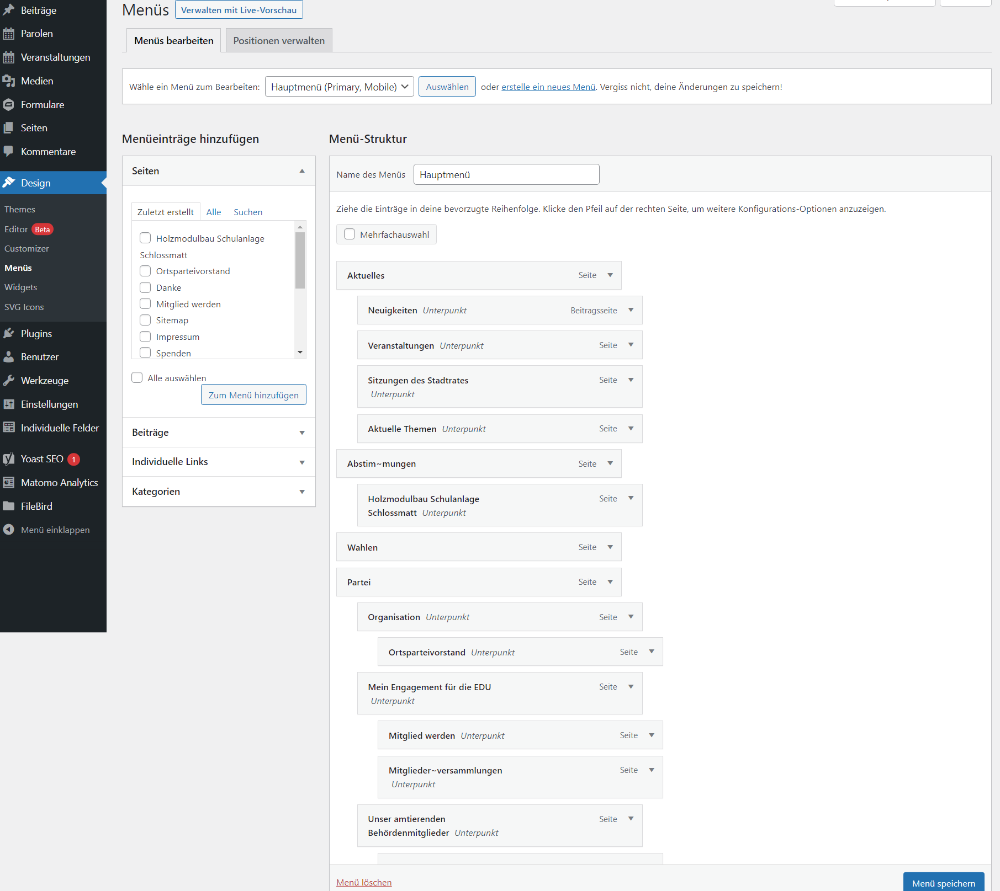 Beiträge
Parolen
Veranstaltungen
Medien
Formulare
Seiten
Kommentare
Design
Themes
Editor Beta
Customizer
Menüs
Widgets
SVG Icons
Plugins
Benutzer
Werkzeuge
Einstellungen
Individuelle Felder
Yoast SEO 1
Matomo Analytics
FileBird
Menü einklappen
Menüs Verwalten mit Live-Vorschau
Menüs bearbeiten Positionen verwalten
Wähle ein Menü zum Bearbeiten: Hauptmenü (Primary, Mobile) Auswählen oder erstelle ein neues Menü. Vergiss nicht, deine Änderungen zu speichern!
Menüeinträge hinzufügen
Seiten
Zuletzt erstellt Alle Suchen
Holzmodulbau Schulanlage
Schlossmatt
Ortsparteivorstand
Danke
Mitglied werden
Sitemap
Impressum
Spenden
Alle auswählen
Zum Menü hinzufügen
Beiträge
Individuelle Links
Kategorien
Menü-Struktur
Name des Menüs Hauptmenü
Ziehe die Einträge in deine bevorzugte Reihenfolge. Klicke den Pfeil auf der rechten Seite, um weitere Konfigurations-Optionen anzuzeigen.
Mehrfachauswahl
Aktuelles Seite
Neuigkeiten Unterpunkt Beitragsseite
Veranstaltungen Unterpunkt Seite
Sitzungen des Stadtrates Seite
Unterpunkt
Aktuelle Themen Unterpunkt Seite
Abstim~mungen Seite
Holzmodulbau Schulanlage Seite
Schlossmatt Unterpunkt
Wahlen Seite
Partei Seite
Organisation Unterpunkt Seite
Ortsparteivorstand Unterpunkt Seite
Mein Engagement für die EDU Seite
Unterpunkt
Mitglied werden Unterpunkt Seite
Mitglieder~versammlungen Seite
Unterpunkt
Unser amtierenden Seite
Behördenmitglieder Unterpunkt
Menü löschen Menü speichern